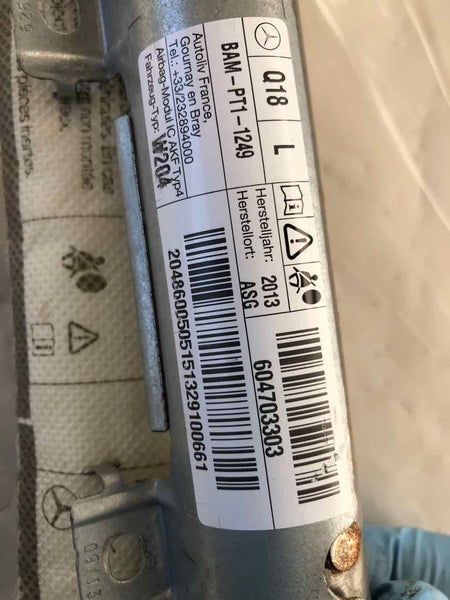 Q18
L
BAM-PT1-1249
Autoliv France,
Gournay en Bray
Tel.: +33/232894000
Airbag-Modul IC AKF Typ4
Fahrzeug-Typ: W204
Herstelljahr: 2013
Herstellort: ASG
604703303
2048600505151329100661